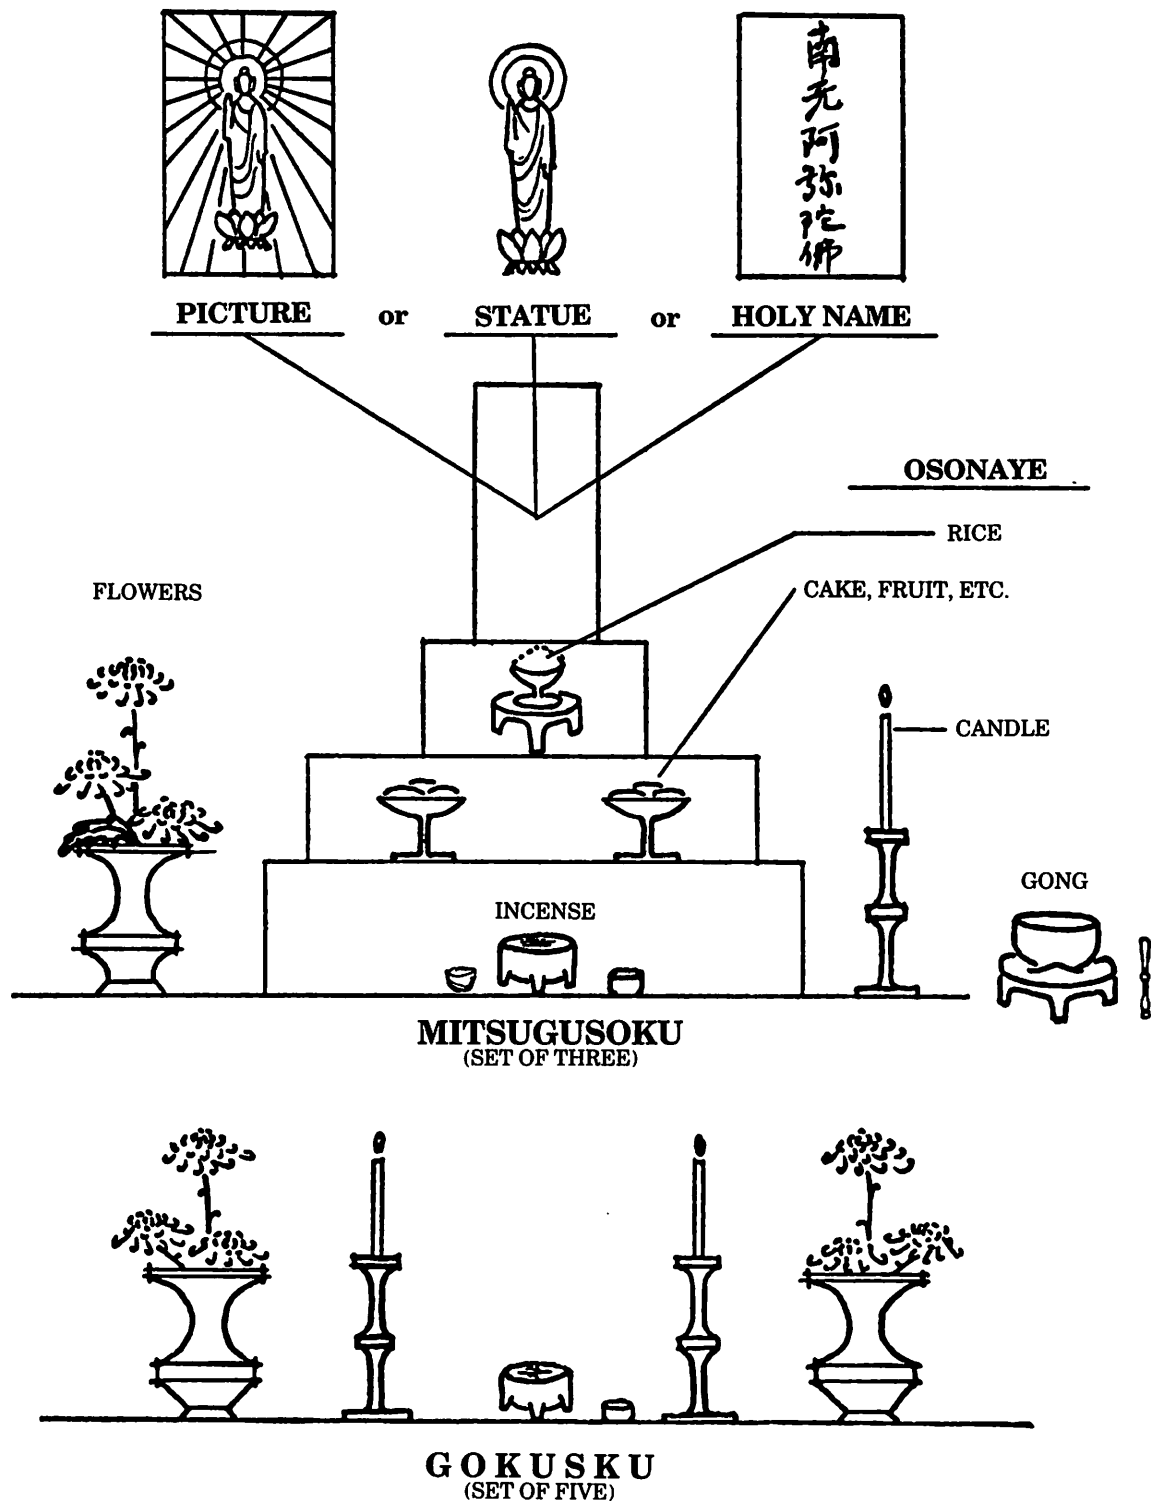 南
无
阿
弥
陀
佛
PICTURE or STATUE or HOLY NAME
OSONAYE
RICE
FLOWERS
CAKE, FRUIT, ETC.
CANDLE
GONG
INCENSE
MITSUGUSOKU
(SET OF THREE)
GOKUSKU
(SET OF FIVE)